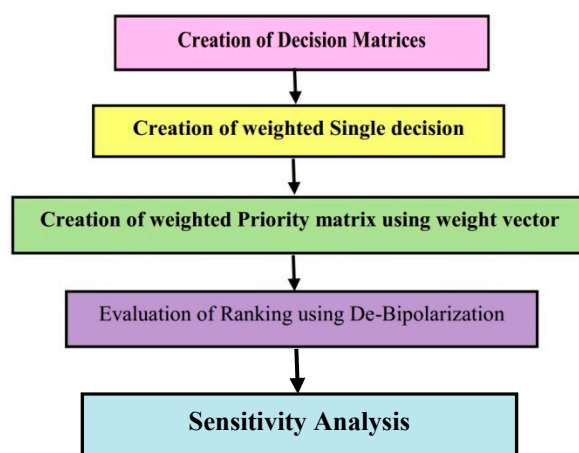 Creation of Decision Matrices
Creation of weighted Single decision
Creation of weighted Priority matrix using weight vector
Evaluation of Ranking using De-Bipolarization
Sensitivity Analysis